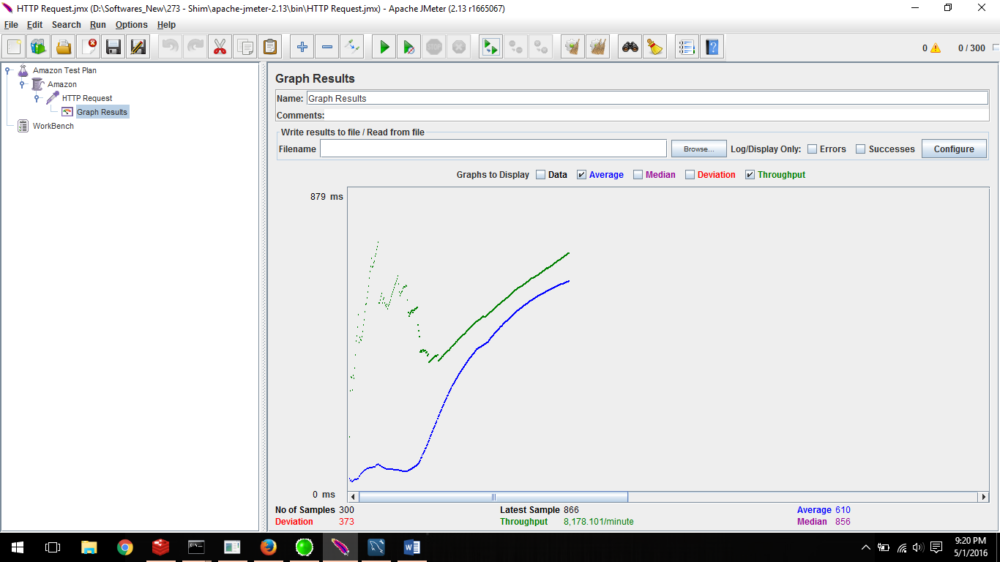 HTTP Request.jmx (D:\Softwares_New\273 - Shim\apache-jmeter-2.13\bin\HTTP Request.jmx) - Apache JMeter (2.13 r1665067)
File Edit Search Run Options Help
0 0 / 300
Amazon Test Plan
Amazon
HTTP Request
Graph Results
WorkBench
Graph Results
Name: Graph Results
Comments:
Write results to file / Read from file
Filename Browse... Log/Display Only: Errors Successes Configure
Graphs to Display Data Average Median Deviation Throughput
879 ms
0 ms
No of Samples 300 Latest Sample 866 Average 610
Deviation 373 Throughput 8,178.101/minute Median 856
9:20 PM
5/1/2016